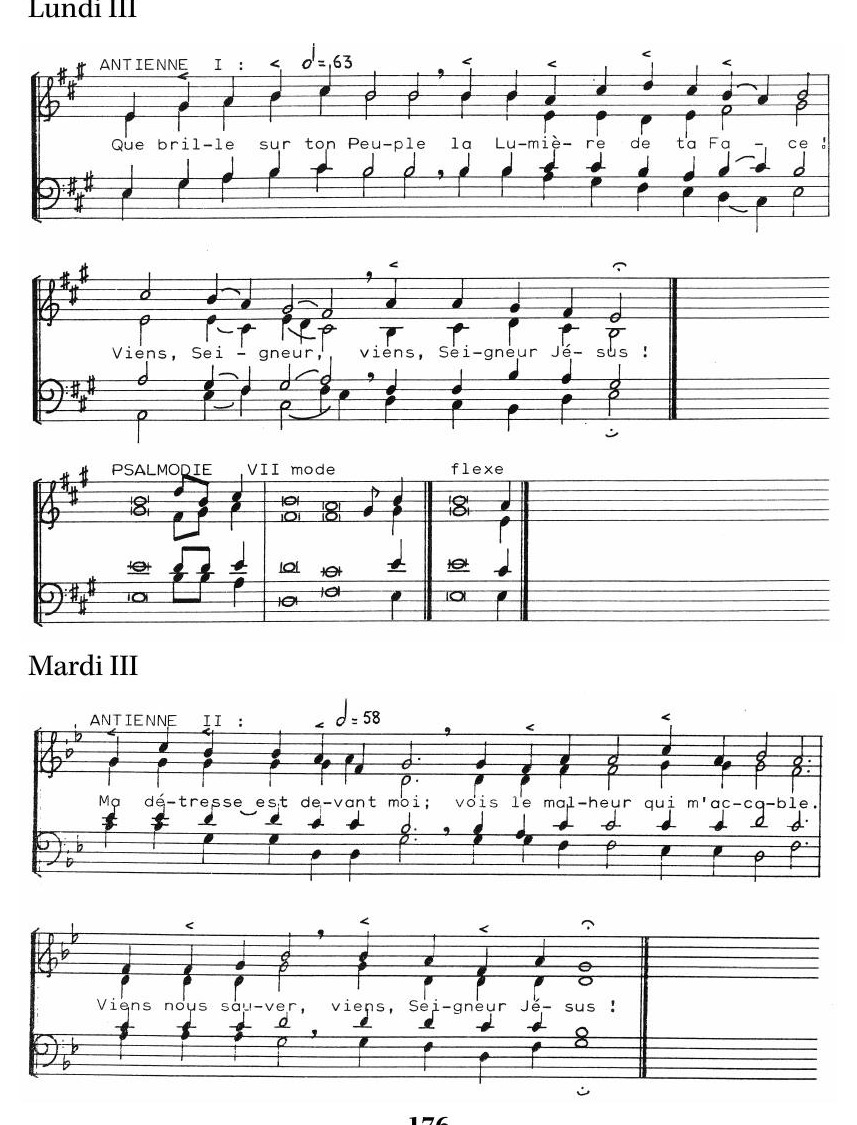 Lundi III
ANTIENNE I : 𝅗𝅥 = 63
Que bril-le sur ton Peu-ple la Lu-miè- re de ta Fa - ce !
Viens, Sei - gneur, viens, Sei-gneur Jé- sus !
PSALMODIE VII mode flexe
Mardi III
ANTIENNE II : 𝅗𝅥 = 58
Ma dé-tresse est de-vant moi; vois le mal-heur qui m'ac-ca-ble.
Viens nous sau-ver, viens, Sei-gneur Jé- sus !
176